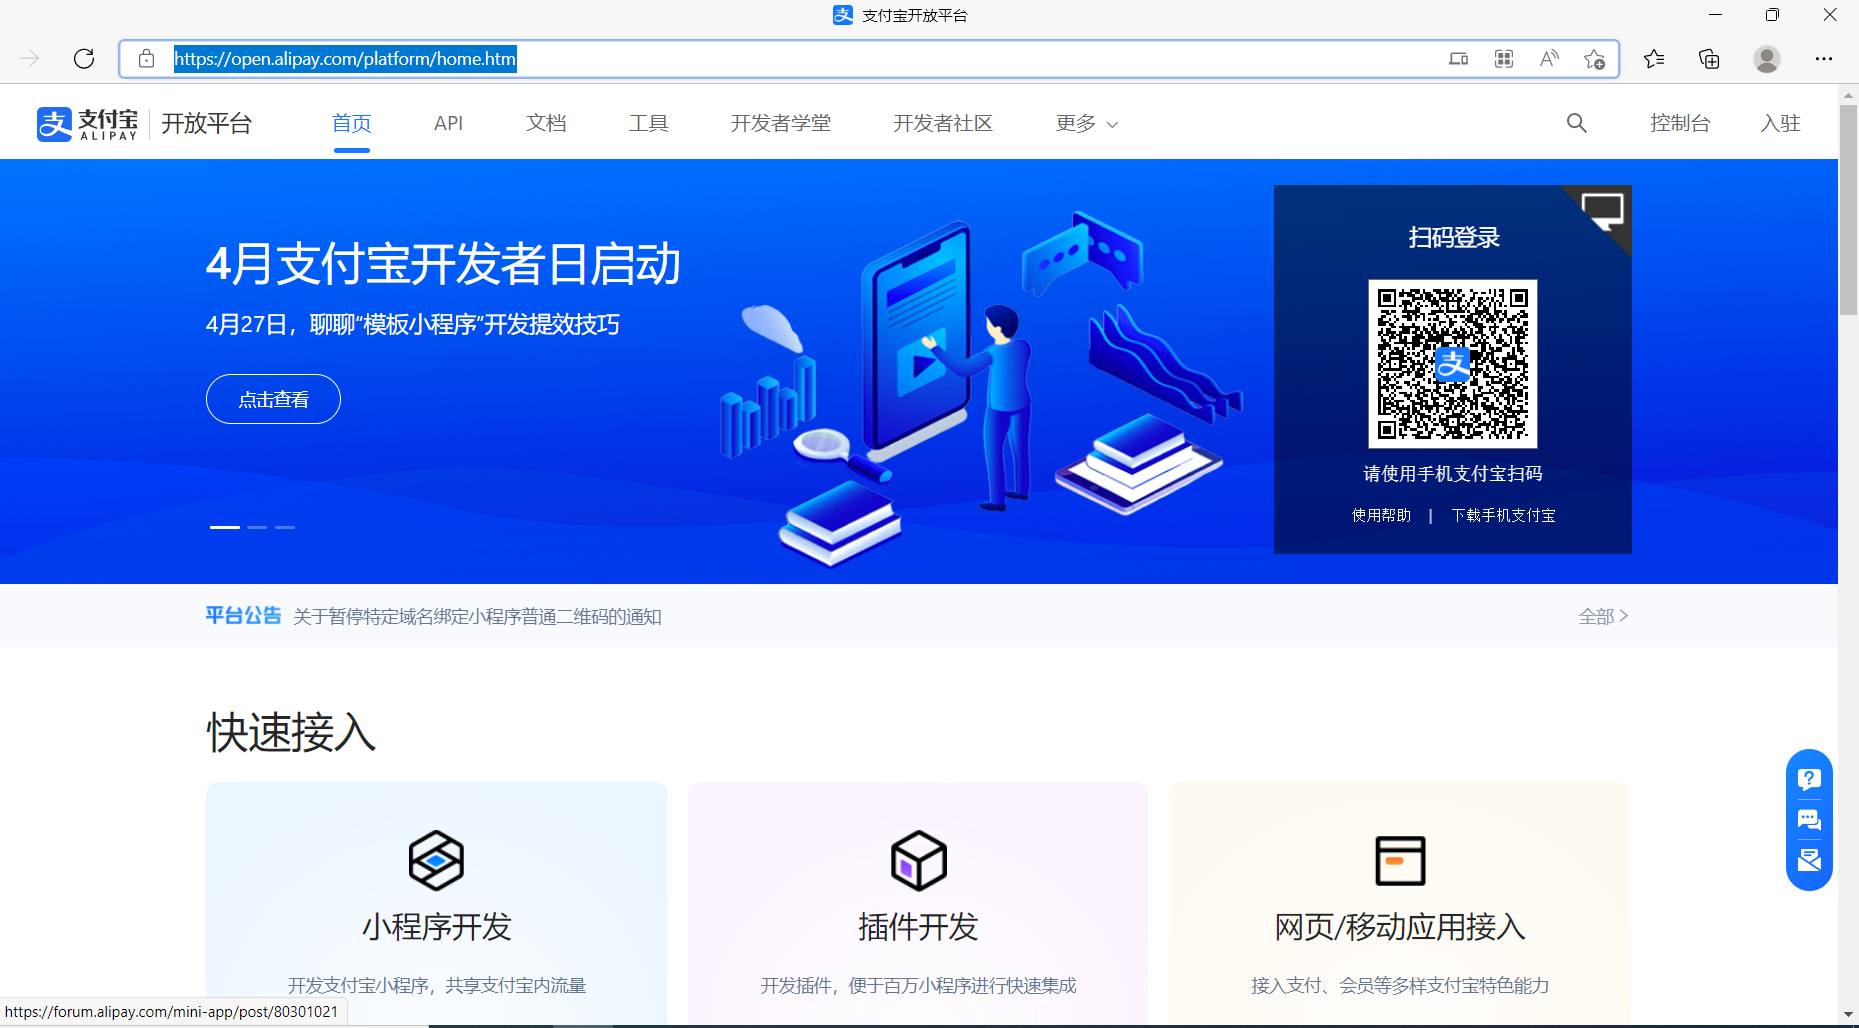 支付宝开放平台
https://open.alipay.com/platform/home.htm
支付宝 ALIPAY 开放平台 首页 API 文档 工具 开发者学堂 开发者社区 更多 控制台 入驻
4月支付宝开发者日启动
4月27日，聊聊“模板小程序”开发提效技巧
点击查看
扫码登录
支
请使用手机支付宝扫码
使用帮助 | 下载手机支付宝
平台公告 关于暂停特定域名绑定小程序普通二维码的通知 全部 >
快速接入
小程序开发
开发支付宝小程序，共享支付宝内流量
插件开发
开发插件，便于百万小程序进行快速集成
网页/移动应用接入
接入支付、会员等多样支付宝特色能力
https://forum.alipay.com/mini-app/post/80301021